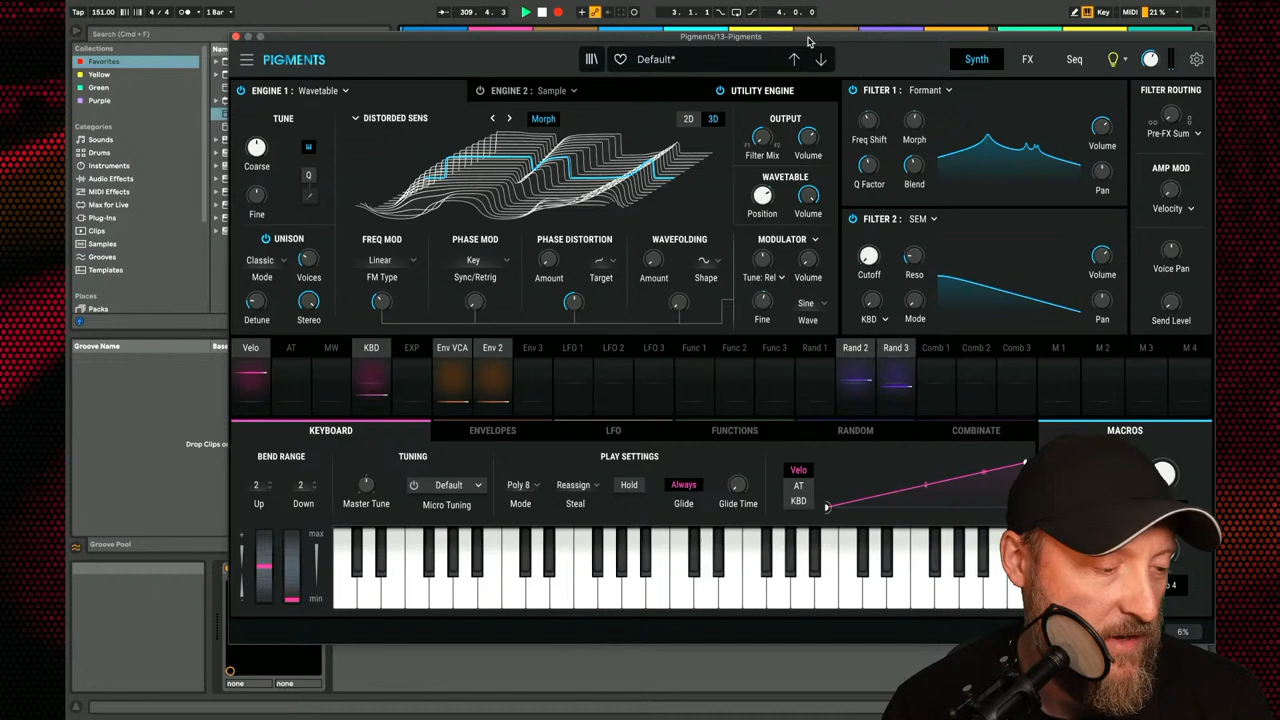 Tap 151.00 4 / 4 1 Bar 309. 4. 3 3. 1. 1 4. 0. 0 Key MIDI 21 %
Search (Cmd + F)
Collections
Favorites
Yellow
Green
Purple
Categories
Sounds
Drums
Instruments
Audio Effects
MIDI Effects
Max for Live
Plug-Ins
Clips
Samples
Grooves
Templates
Places
Packs
Groove Name
Drop Clips o
Groove Pool
none none
Pigments/13-Pigments
PIGMENTS Default* Synth FX Seq
ENGINE 1 : Wavetable ENGINE 2 : Sample UTILITY ENGINE
TUNE
Coarse
Q
Fine
DISTORTED SENS Morph 2D 3D
OUTPUT
Filter Mix Volume
WAVETABLE
Position Volume
UNISON
Classic
Mode Voices
Detune Stereo
FREQ MOD
Linear
FM Type
PHASE MOD
Key
Sync/Retrig
PHASE DISTORTION
Amount Target
WAVEFOLDING
Amount Shape
MODULATOR
Tune: Rel Volume
Sine
Fine Wave
FILTER 1 : Formant
Freq Shift Morph
Q Factor Blend
Volume
Pan
FILTER 2 : SEM
Cutoff Reso
KBD Mode
Volume
Pan
FILTER ROUTING
Pre-FX Sum
AMP MOD
Velocity
Voice Pan
Send Level
Velo AT MW KBD EXP Env VCA Env 2 Env 3 LFO 1 LFO 2 LFO 3 Func 1 Func 2 Func 3 Rand 1 Rand 2 Rand 3 Comb 1 Comb 2 Comb 3 M 1 M 2 M 3 M 4
KEYBOARD ENVELOPES LFO FUNCTIONS RANDOM COMBINATE MACROS
BEND RANGE
2 2
Up Down
TUNING
Default
Master Tune Micro Tuning
PLAY SETTINGS
Poly 8 Reassign Hold Always
Mode Steal Glide Glide Time
Velo
AT
KBD
+ max
- min
4
6%